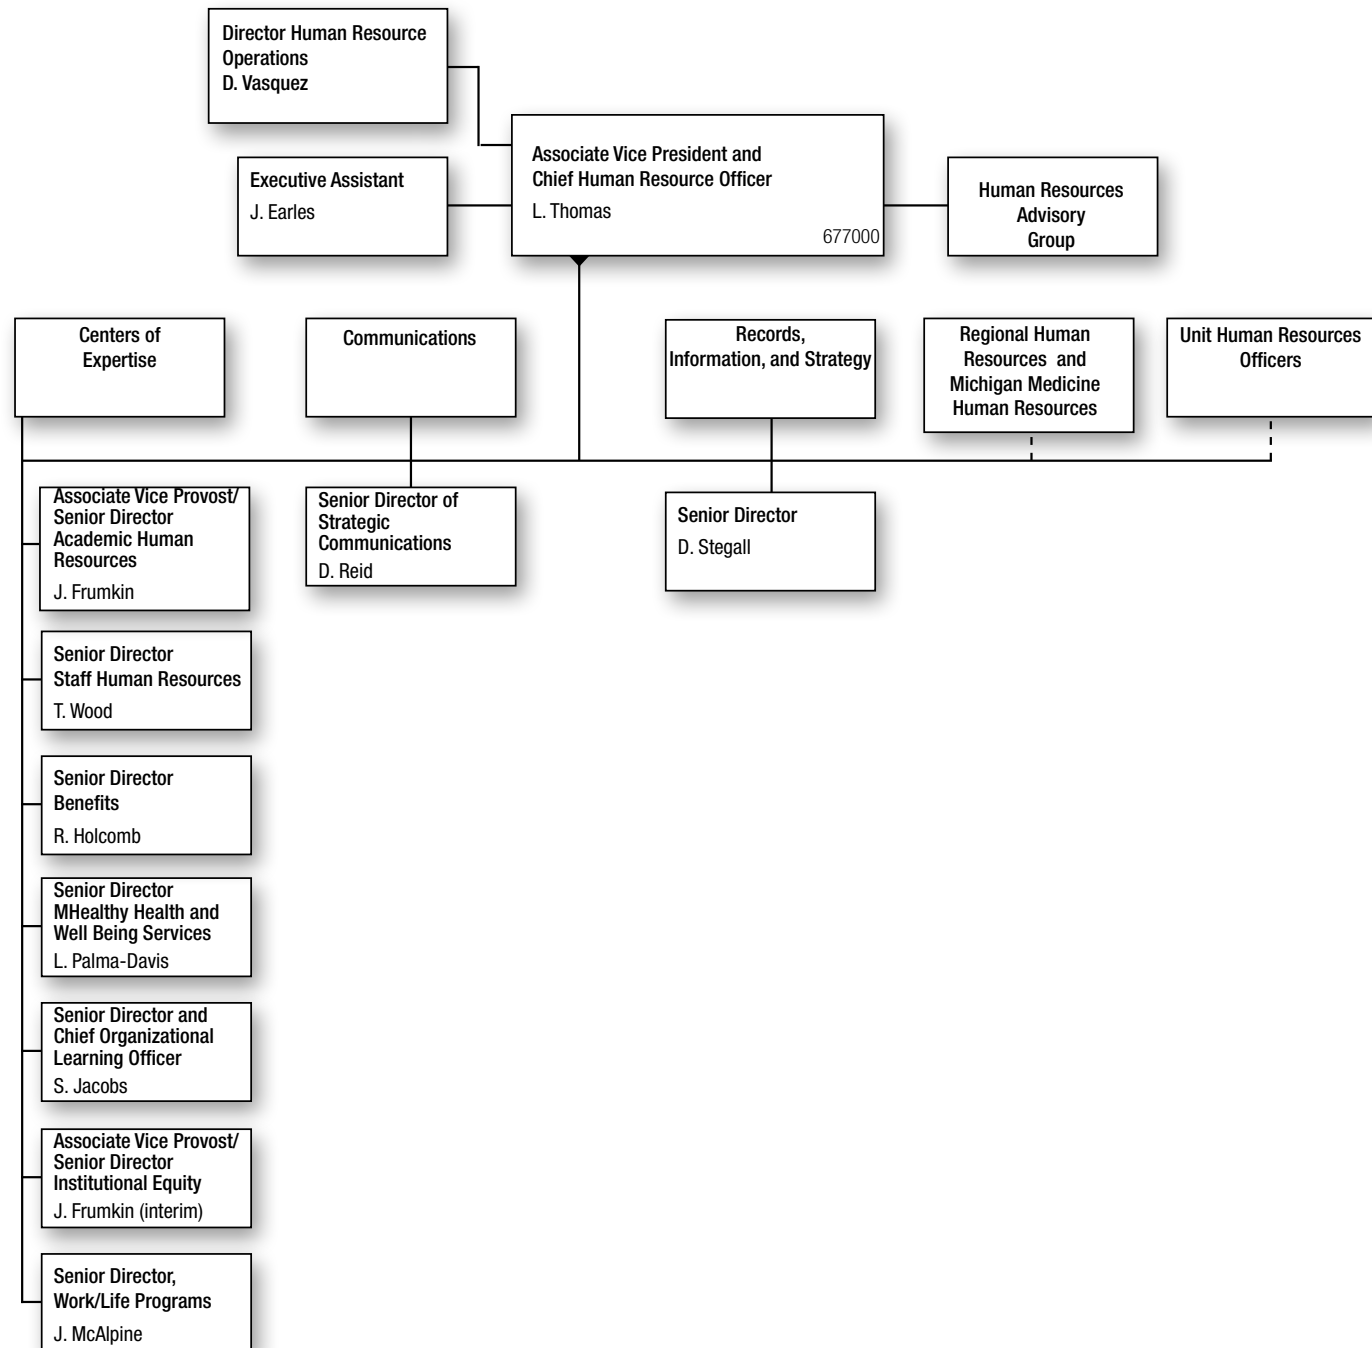 Director Human Resource
Operations
D. Vasquez
Associate Vice President and
Chief Human Resource Officer
L. Thomas
677000
Executive Assistant
J. Earles
Human Resources
Advisory
Group
Centers of
Expertise
Communications
Records,
Information, and Strategy
Regional Human
Resources and
Michigan Medicine
Human Resources
Unit Human Resources
Officers
Associate Vice Provost/
Senior Director
Academic Human
Resources
J. Frumkin
Senior Director of
Strategic
Communications
D. Reid
Senior Director
D. Stegall
Senior Director
Staff Human Resources
T. Wood
Senior Director
Benefits
R. Holcomb
Senior Director
MHealthy Health and
Well Being Services
L. Palma-Davis
Senior Director and
Chief Organizational
Learning Officer
S. Jacobs
Associate Vice Provost/
Senior Director
Institutional Equity
J. Frumkin (interim)
Senior Director,
Work/Life Programs
J. McAlpine